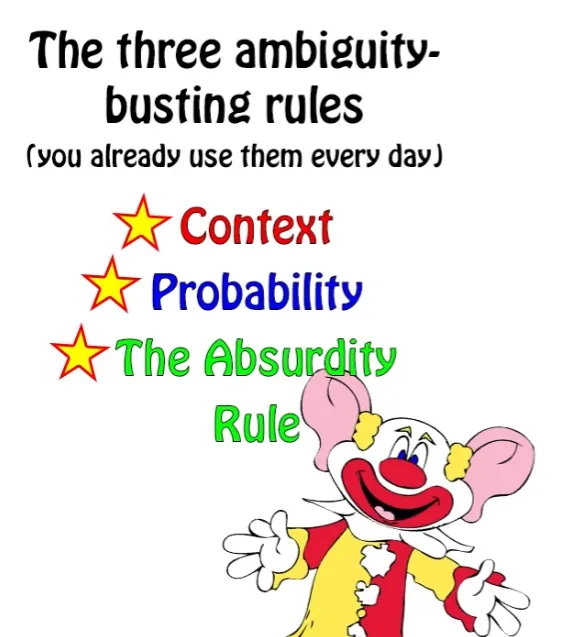 The three ambiguity-
busting rules
(you already use them every day)
Context
Probability
The Absurdity
Rule